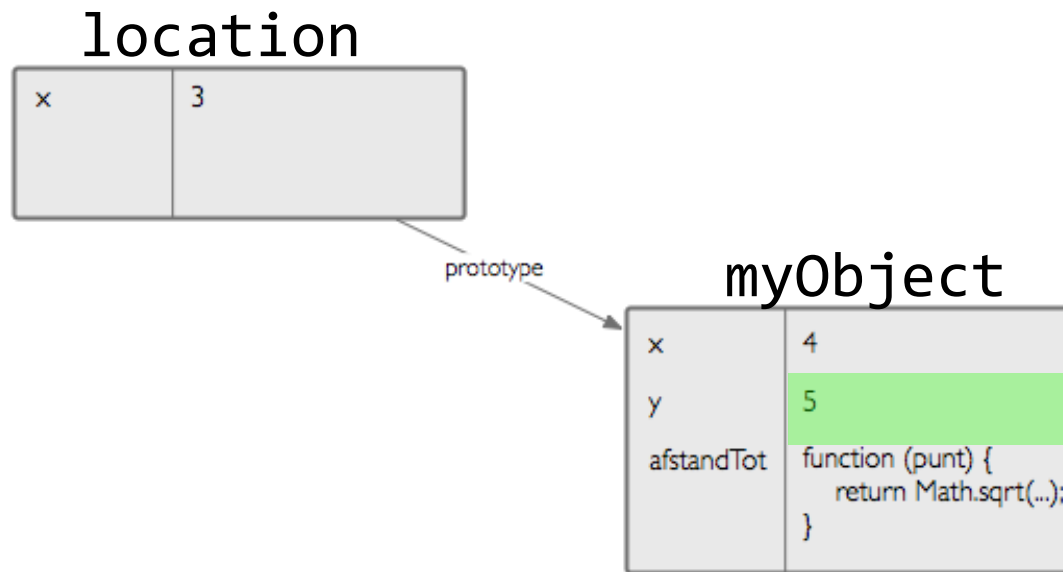 location
x 3
prototype
myObject
x 4
y 5
afstandTot function (punt) {
return Math.sqrt(...);
}